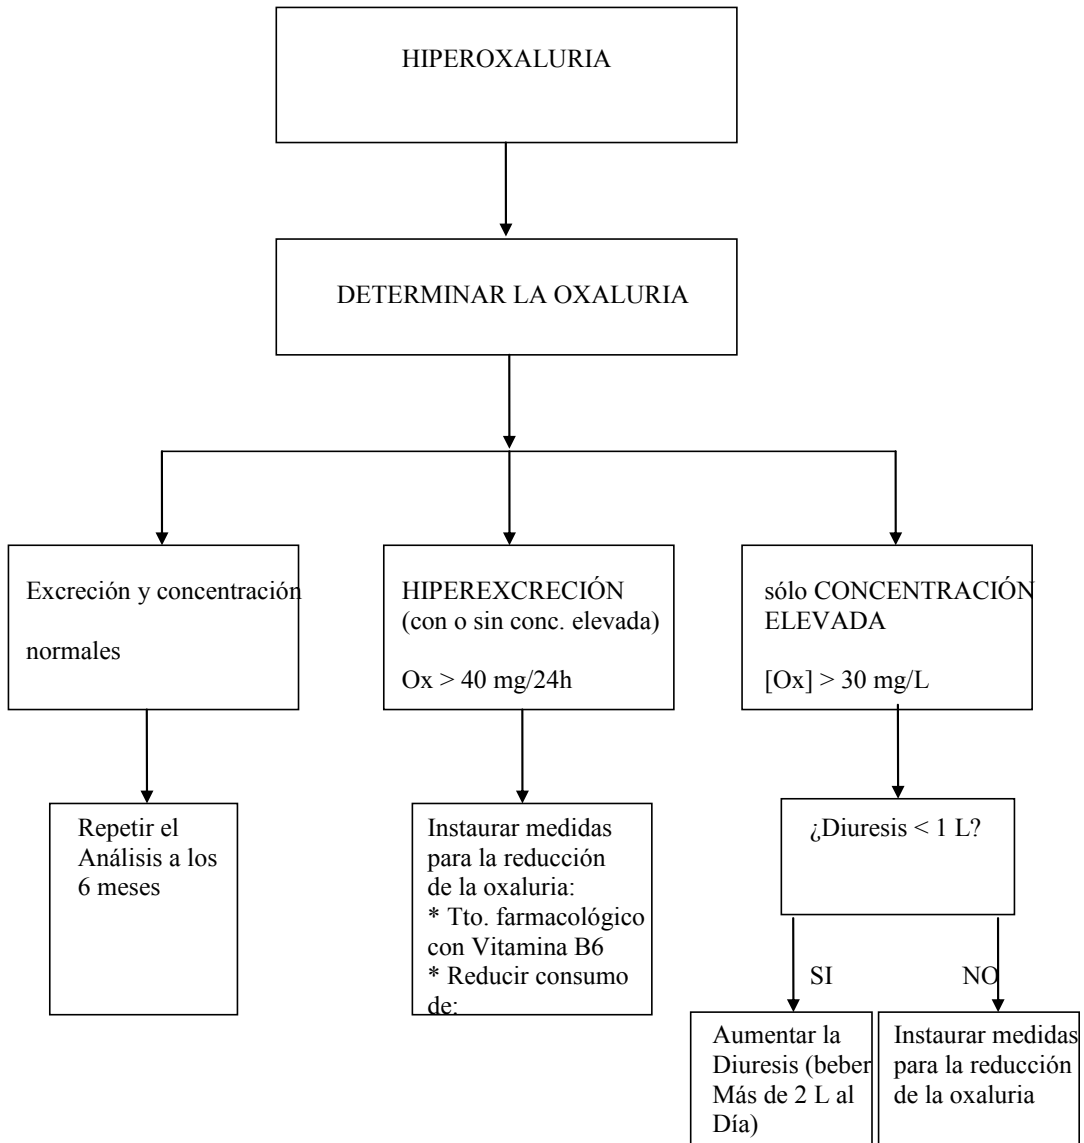 HIPEROXALURIA
DETERMINAR LA OXALURIA
Excreción y concentración
normales
HIPEREXCRECIÓN
(con o sin conc. elevada)
Ox > 40 mg/24h
sólo CONCENTRACIÓN
ELEVADA
[Ox] > 30 mg/L
Repetir el
Análisis a los
6 meses
Instaurar medidas
para la reducción
de la oxaluria:
* Tto. farmacológico
con Vitamina B6
* Reducir consumo
de:
¿Diuresis < 1 L?
SI
NO
Aumentar la
Diuresis (beber
Más de 2 L al
Día)
Instaurar medidas
para la reducción
de la oxaluria